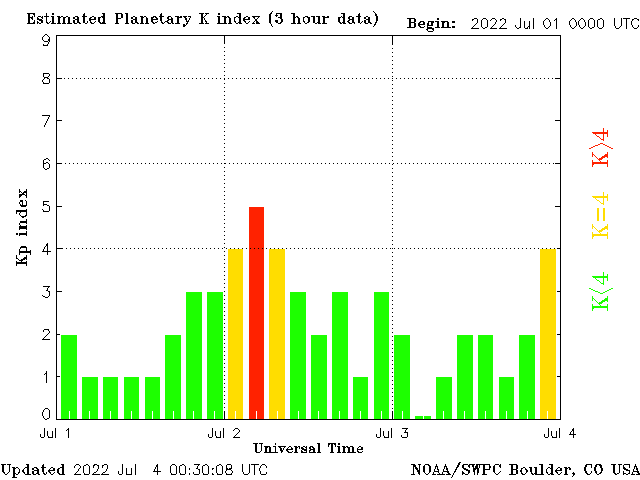 Estimated Planetary K index (3 hour data) Begin: 2022 Jul 01 0000 UTC
9
8
7
6
5
4
3
2
1
0
Kp index
K>4
K=4
K<4
Jul 1 Jul 2 Jul 3 Jul 4
Universal Time
Updated 2022 Jul 4 00:30:08 UTC NOAA/SWPC Boulder, CO USA